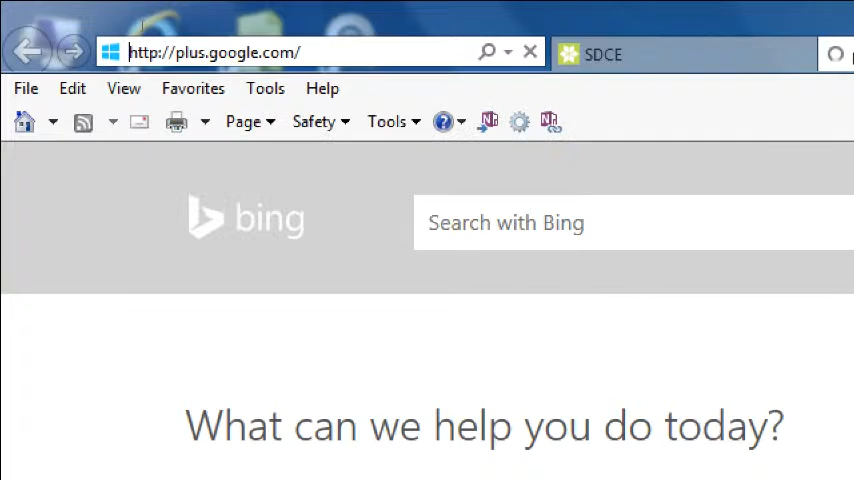 http://plus.google.com/
SDCE
File Edit View Favorites Tools Help
Page Safety Tools
bing
Search with Bing
What can we help you do today?